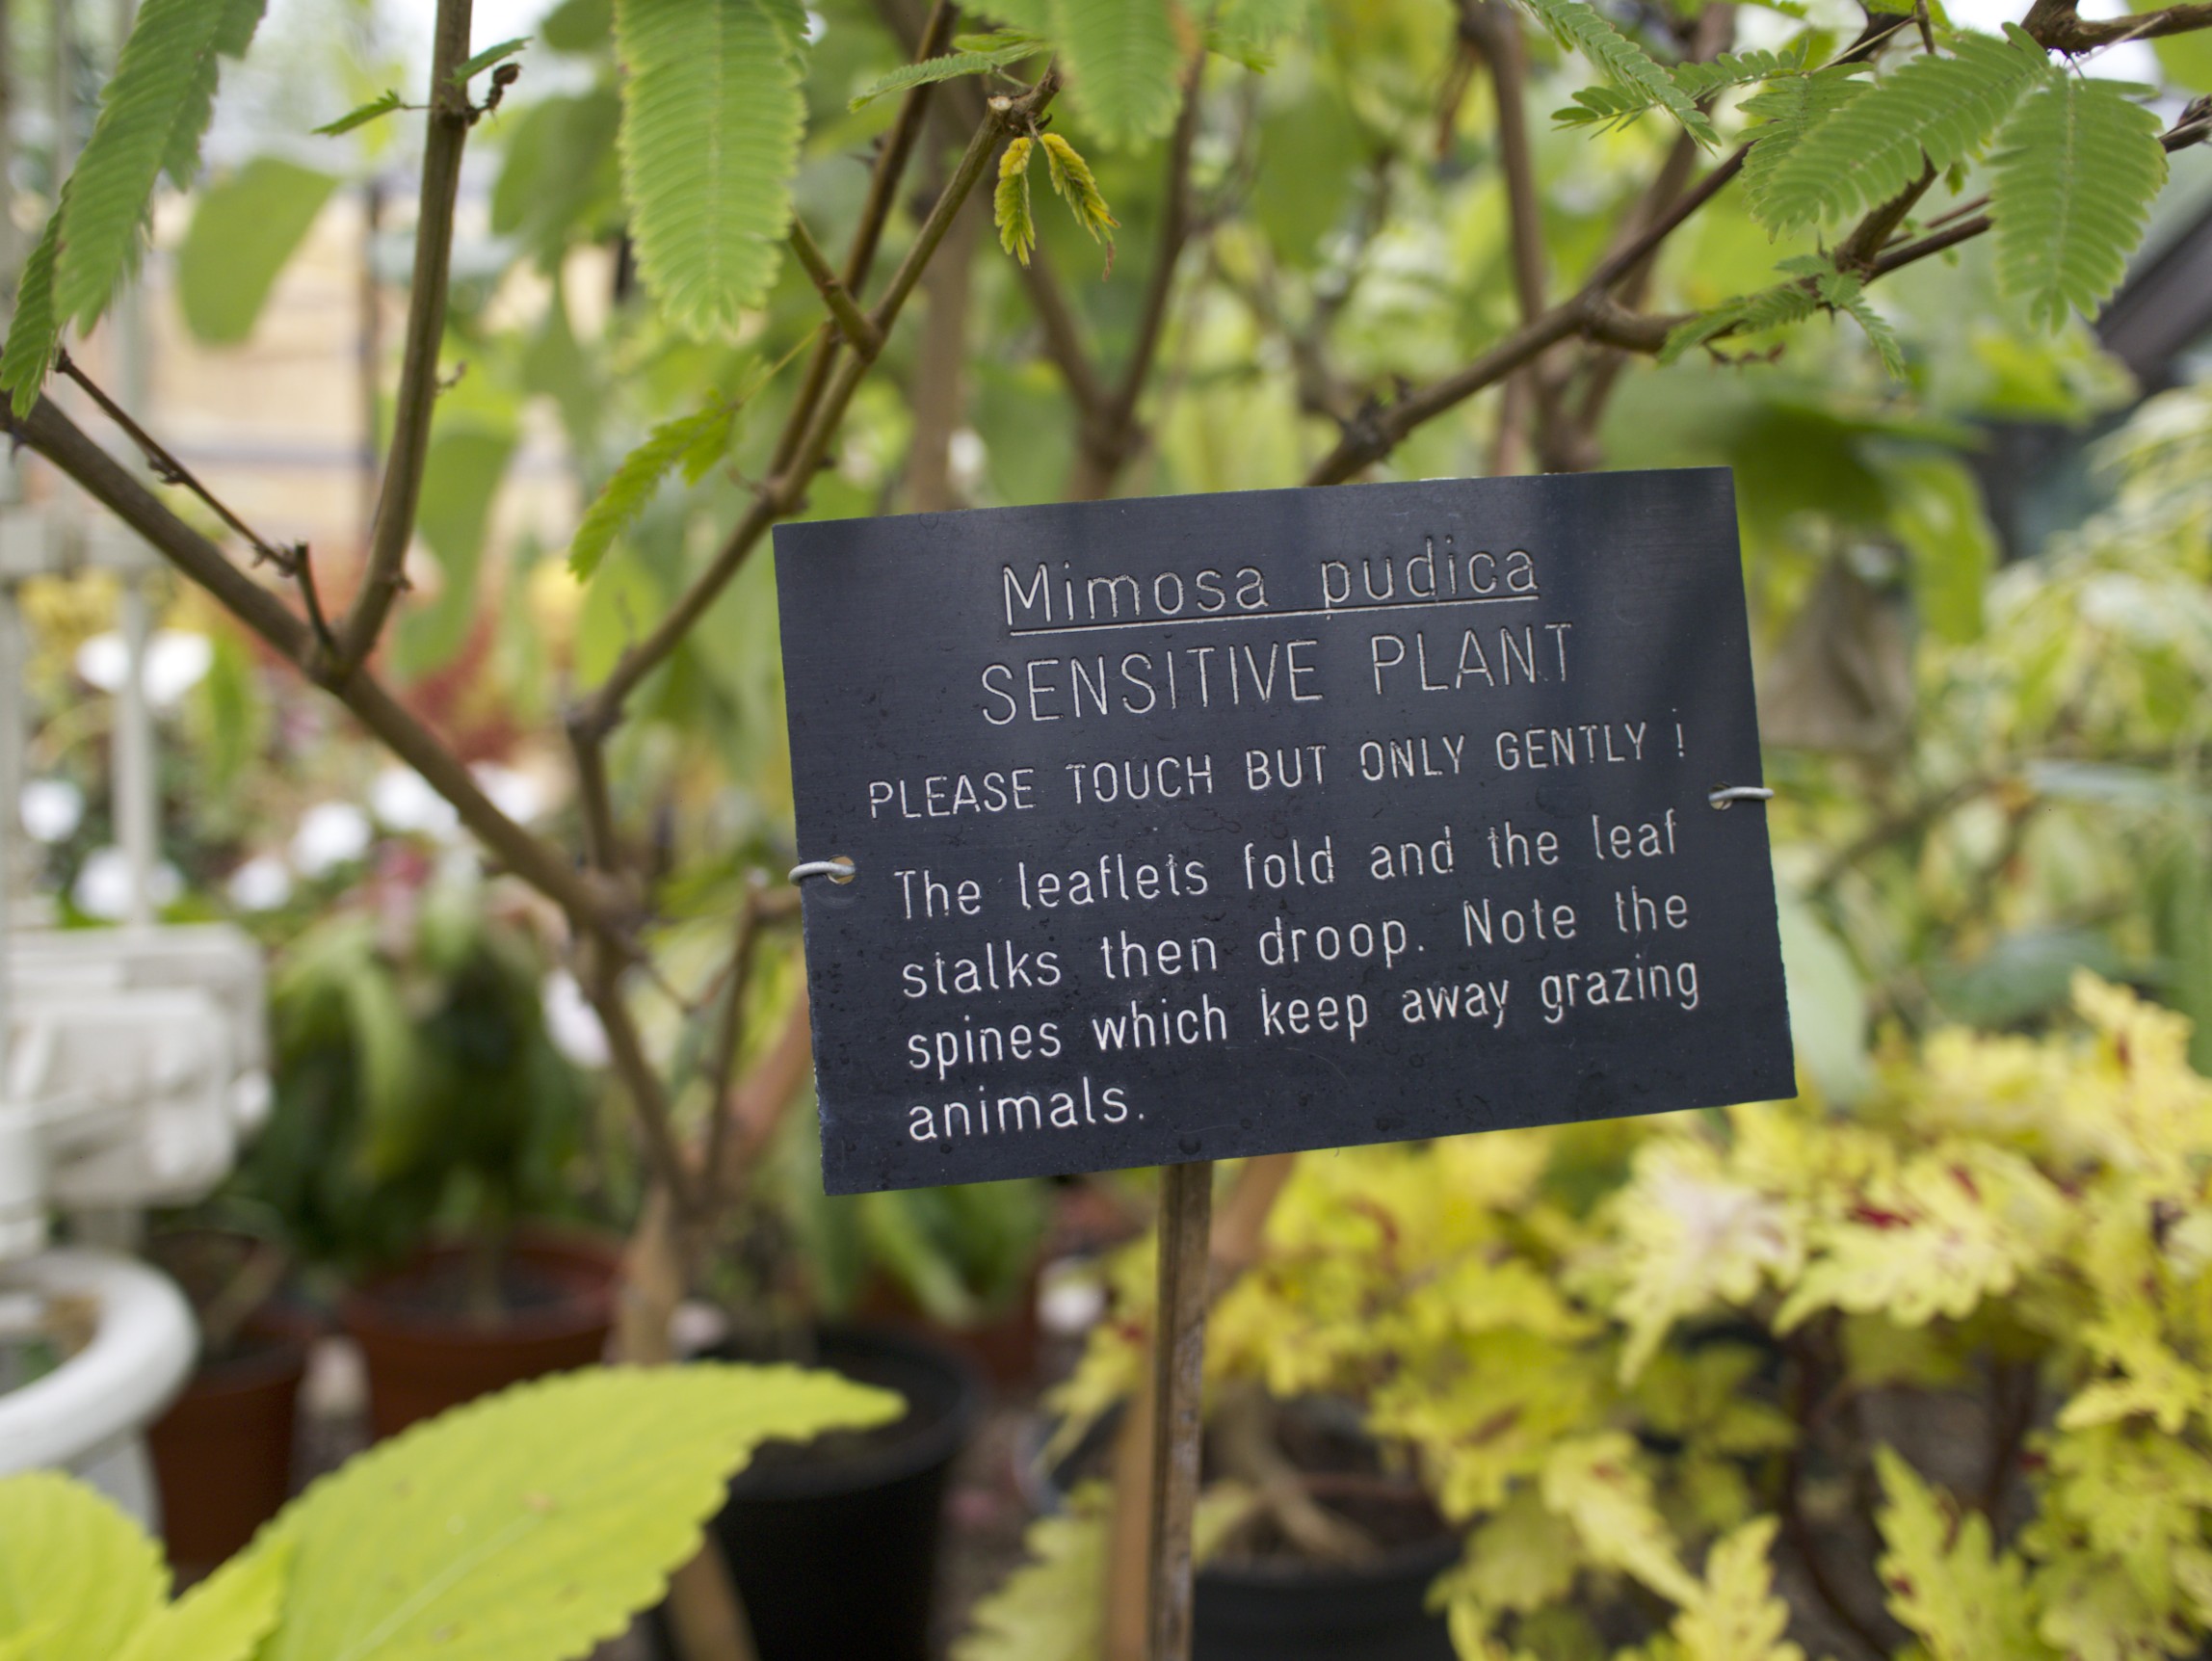 Mimosa pudica
SENSITIVE PLANT
PLEASE TOUCH BUT ONLY GENTLY !
The leaflets fold and the leaf
stalks then droop. Note the
spines which keep away grazing
animals.